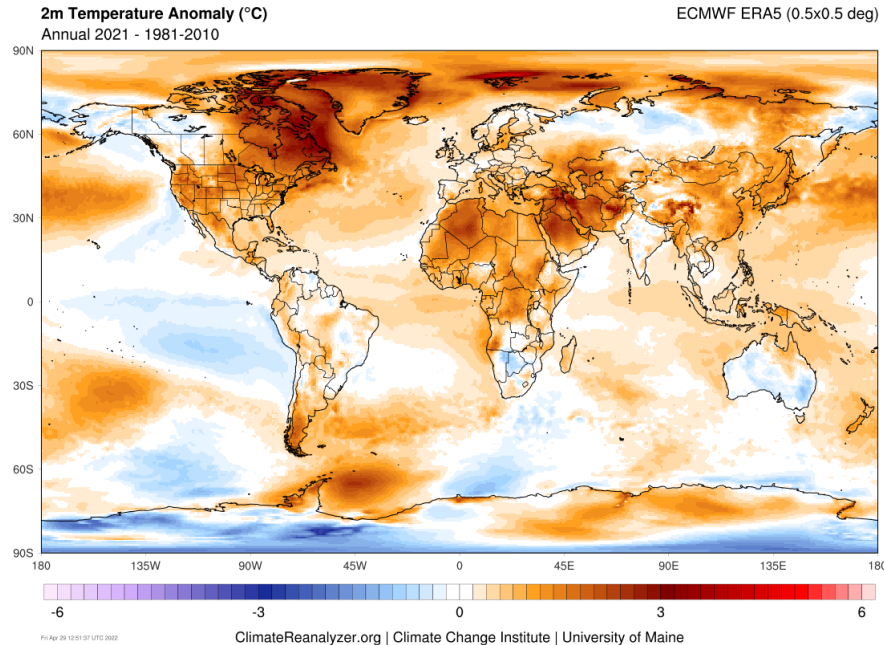 2m Temperature Anomaly (°C)
ECMWF ERA5 (0.5x0.5 deg)
Annual 2021 - 1981-2010
90N
60N
30N
0
30S
60S
90S
180 135W 90W 45W 0 45E 90E 135E 180
-6 -3 0 3 6
Fri Apr 29 12:51:37 UTC 2022
ClimateReanalyzer.org | Climate Change Institute | University of Maine